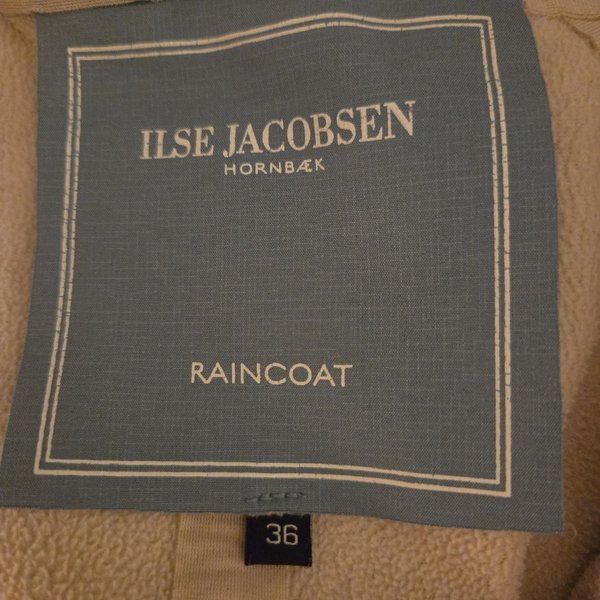 ILSE JACOBSEN
HORNBÆK
RAINCOAT
36